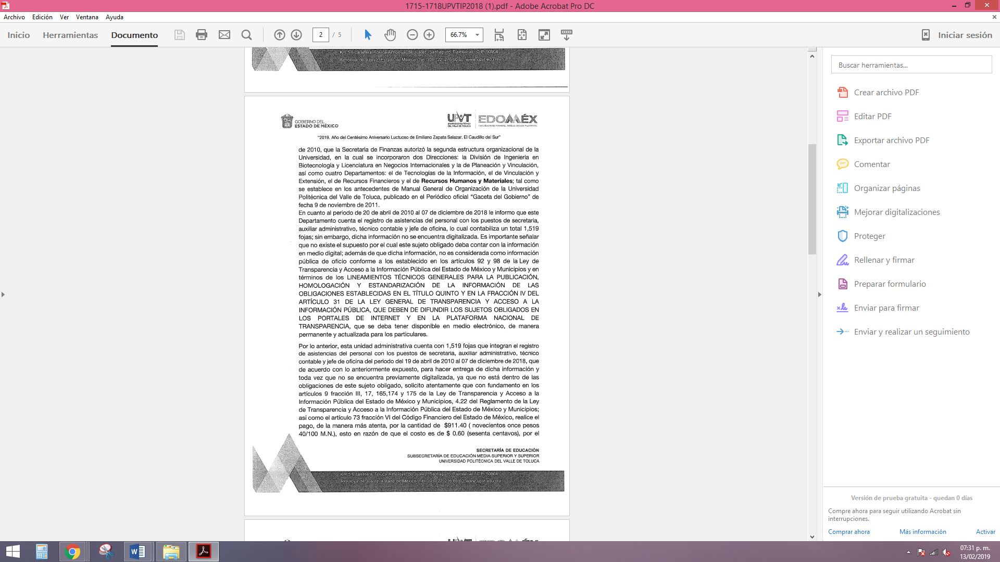 1715-1718UPVTIP2018 (1).pdf - Adobe Acrobat Pro DC
Archivo Edición Ver Ventana Ayuda
Inicio Herramientas Documento 2 / 5 66.7% Iniciar sesión
Km 5.6 carretera Toluca-Almoloya de Juárez, Santiaguito Tlalcilalcali, C.P. 50904
Almoloya de Juárez, Estado de México. Tel.: (01 722) 276 60 60 www.upvt.edu.mx
GOBIERNO DEL
ESTADO DE MÉXICO
UPVT
UNIVERSIDAD POLITÉCNICA
DEL VALLE DE TOLUCA
EDOMÉX
DECISIONES FIRMES, RESULTADOS FUERTES.
“2019. Año del Centésimo Aniversario Luctuoso de Emiliano Zapata Salazar. El Caudillo del Sur”
de 2010, que la Secretaria de Finanzas autorizó la segunda estructura organizacional de la
Universidad, en la cual se incorporaron dos Direcciones: la División de Ingeniería en
Biotecnología y Licenciatura en Negocios Internacionales y la de Planeación y Vinculación,
así como cuatro Departamentos: el de Tecnologías de la Información, el de Vinculación y
Extensión, el de Recursos Financieros y el de Recursos Humanos y Materiales; tal como
se establece en los antecedentes de Manual General de Organización de la Universidad
Politécnica del Valle de Toluca, publicado en el Periódico oficial “Gaceta del Gobierno” de
fecha 9 de noviembre de 2011.
En cuanto al periodo de 20 de abril de 2010 al 07 de diciembre de 2018 le informo que este
Departamento cuenta el registro de asistencias del personal con los puestos de secretaria,
auxiliar administrativo, técnico contable y jefe de oficina, lo cual contabiliza un total 1,519
fojas; sin embargo, dicha información no se encuentra digitalizada. Es importante señalar
que no existe el supuesto por el cual este sujeto obligado deba contar con la información
en medio digital; además de que dicha información, no es considerada como información
pública de oficio conforme a los establecido en los artículos 92 y 98 de la Ley de
Transparencia y Acceso a la Información Pública del Estado de México y Municipios y en
términos de los LINEAMIENTOS TÉCNICOS GENERALES PARA LA PUBLICACIÓN,
HOMOLOGACIÓN Y ESTANDARIZACIÓN DE LA INFORMACIÓN DE LAS
OBLIGACIONES ESTABLECIDAS EN EL TÍTULO QUINTO Y EN LA FRACCIÓN IV DEL
ARTÍCULO 31 DE LA LEY GENERAL DE TRANSPARENCIA Y ACCESO A LA
INFORMACIÓN PÚBLICA, QUE DEBEN DE DIFUNDIR LOS SUJETOS OBLIGADOS EN
LOS PORTALES DE INTERNET Y EN LA PLATAFORMA NACIONAL DE
TRANSPARENCIA, que se deba tener disponible en medio electrónico, de manera
permanente y actualizada para los particulares.
Por lo anterior, esta unidad administrativa cuenta con 1,519 fojas que integran el registro
de asistencias del personal con los puestos de secretaria, auxiliar administrativo, técnico
contable y jefe de oficina del periodo del 19 de abril de 2010 al 07 de diciembre de 2018, que
de acuerdo con lo anteriormente expuesto, para hacer entrega de dicha información y
toda vez que no se encuentra previamente digitalizada, ya que no está dentro de las
obligaciones de este sujeto obligado, solicito atentamente que con fundamento en los
artículos 9 fracción III, 17, 165,174 y 175 de la Ley de Transparencia y Acceso a la
Información Pública del Estado de México y Municipios, 4.22 del Reglamento de la Ley
de Transparencia y Acceso a la Información Pública del Estado de México y Municipios;
así como el artículo 73 fracción VI del Código Financiero del Estado de México, realice el
pago, de la manera más atenta, por la cantidad de $911.40 ( novecientos once pesos
40/100 M.N.), esto en razón de que el costo es de $ 0.60 (sesenta centavos), por el
SECRETARÍA DE EDUCACIÓN
SUBSECRETARÍA DE EDUCACIÓN MEDIA SUPERIOR Y SUPERIOR
UNIVERSIDAD POLITÉCNICA DEL VALLE DE TOLUCA
Km 5.6 carretera Toluca-Almoloya de Juárez, Santiaguito Tlalcilalcali, C.P. 50904
Almoloya de Juárez, Estado de México. Tel.: (01 722) 276 60 60 www.upvt.edu.mx
Buscar herramientas...
Crear archivo PDF
Editar PDF
Exportar archivo PDF
Comentar
Organizar páginas
Mejorar digitalizaciones
Proteger
Rellenar y firmar
Preparar formulario
Enviar para firmar
Enviar y realizar un seguimiento
Versión de prueba gratuita - quedan 0 días
Compre ahora para seguir utilizando Acrobat sin
interrupciones.
Comprar ahora Más información Activar
07:31 p. m.
13/02/2019